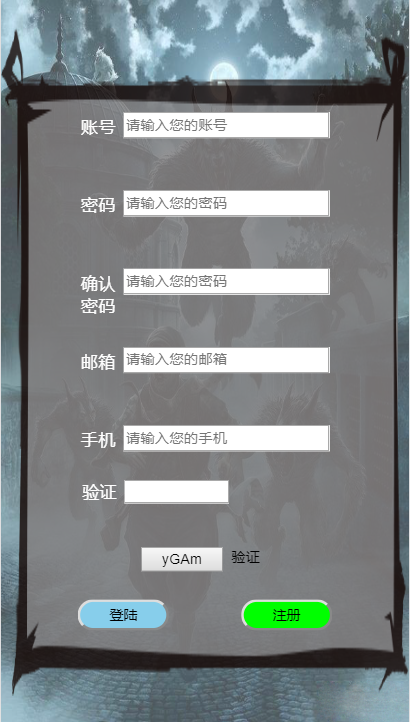 账号 请输入您的账号
密码 请输入您的密码
确认 请输入您的密码
密码
邮箱 请输入您的邮箱
手机 请输入您的手机
验证
yGAm 验证
登陆 注册